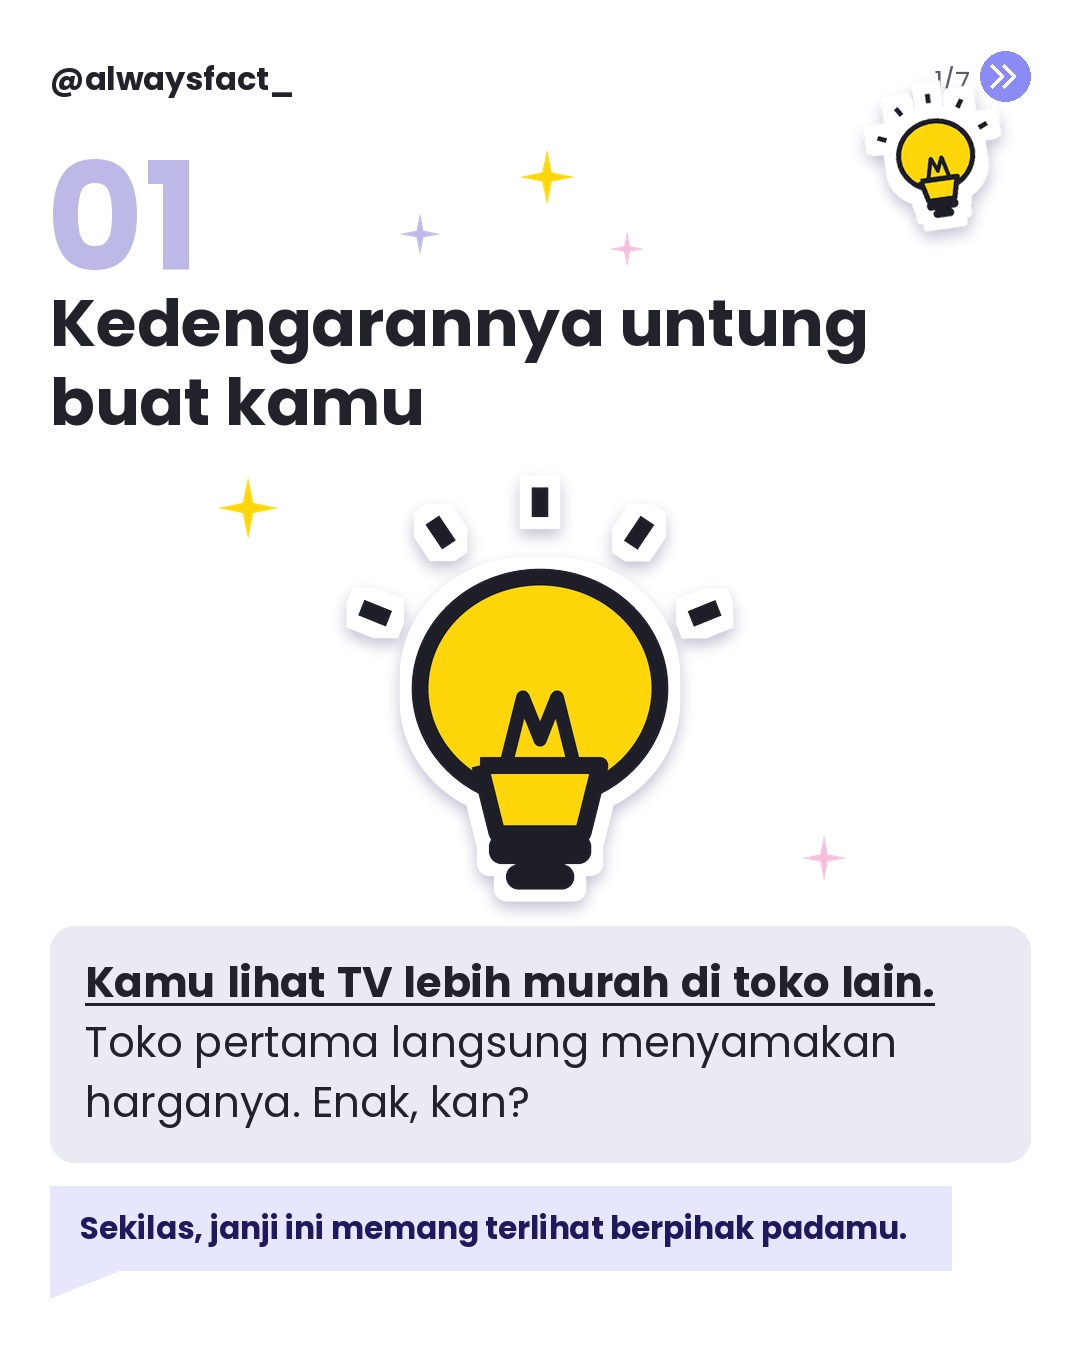 @alwaysfact_
1/7
01
Kedengarannya untung
buat kamu
Kamu lihat TV lebih murah di toko lain.
Toko pertama langsung menyamakan
harganya. Enak, kan?
Sekilas, janji ini memang terlihat berpihak padamu.